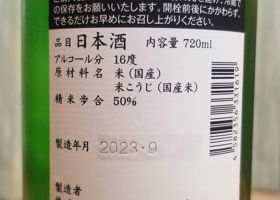 の保存をお願いいたします。開栓前後にかかわらず、
できるだけお早めにお召し上がりください。
品目 日本酒 内容量 720ml
アルコール分 16度
原材料名 米(国産)
米こうじ(国産米)
精米歩合 50%
製造年月 2023.9
製造者
4582356331619